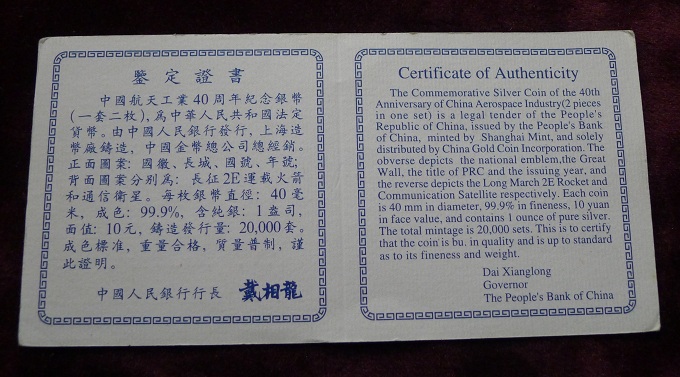 鉴定證書
中國航天工業40周年紀念銀幣
(一套二枚),爲中華人民共和國法定
貨幣。由中國人民銀行發行,上海造
幣廠鑄造,中國金幣總公司總經銷。
正面圖案:國徽、長城、國號、年號;
背面圖案分别爲:長征2E運載火箭
和通信衛星。每枚銀幣直徑:40毫
米,成色:99.9%,含純銀:1盎司,
面值:10元,鑄造發行量:20,000套。
成色標准,重量合格,質量普制,謹
此證明。
中國人民銀行行長 戴相龍
Certificate of Authenticity
The Commemorative Silver Coin of the 40th
Anniversary of China Aerospace Industry(2 pieces
in one set) is a legal tender of the People's
Republic of China, issued by the People's Bank
of China, minted by Shanghai Mint, and solely
distributed by China Gold Coin Incorporation. The
obverse depicts the national emblem,the Great
Wall, the title of PRC and the issuing year, and
the reverse depicts the Long March 2E Rocket and
Communication Satellite respectively. Each coin
is 40 mm in diameter, 99.9% in fineness, 10 yuan
in face value, and contains 1 ounce of pure silver.
The total mintage is 20,000 sets. This is to certify
that the coin is bu. in quality and is up to standard
as to its fineness and weight.
Dai Xianglong
Governor
The People's Bank of China